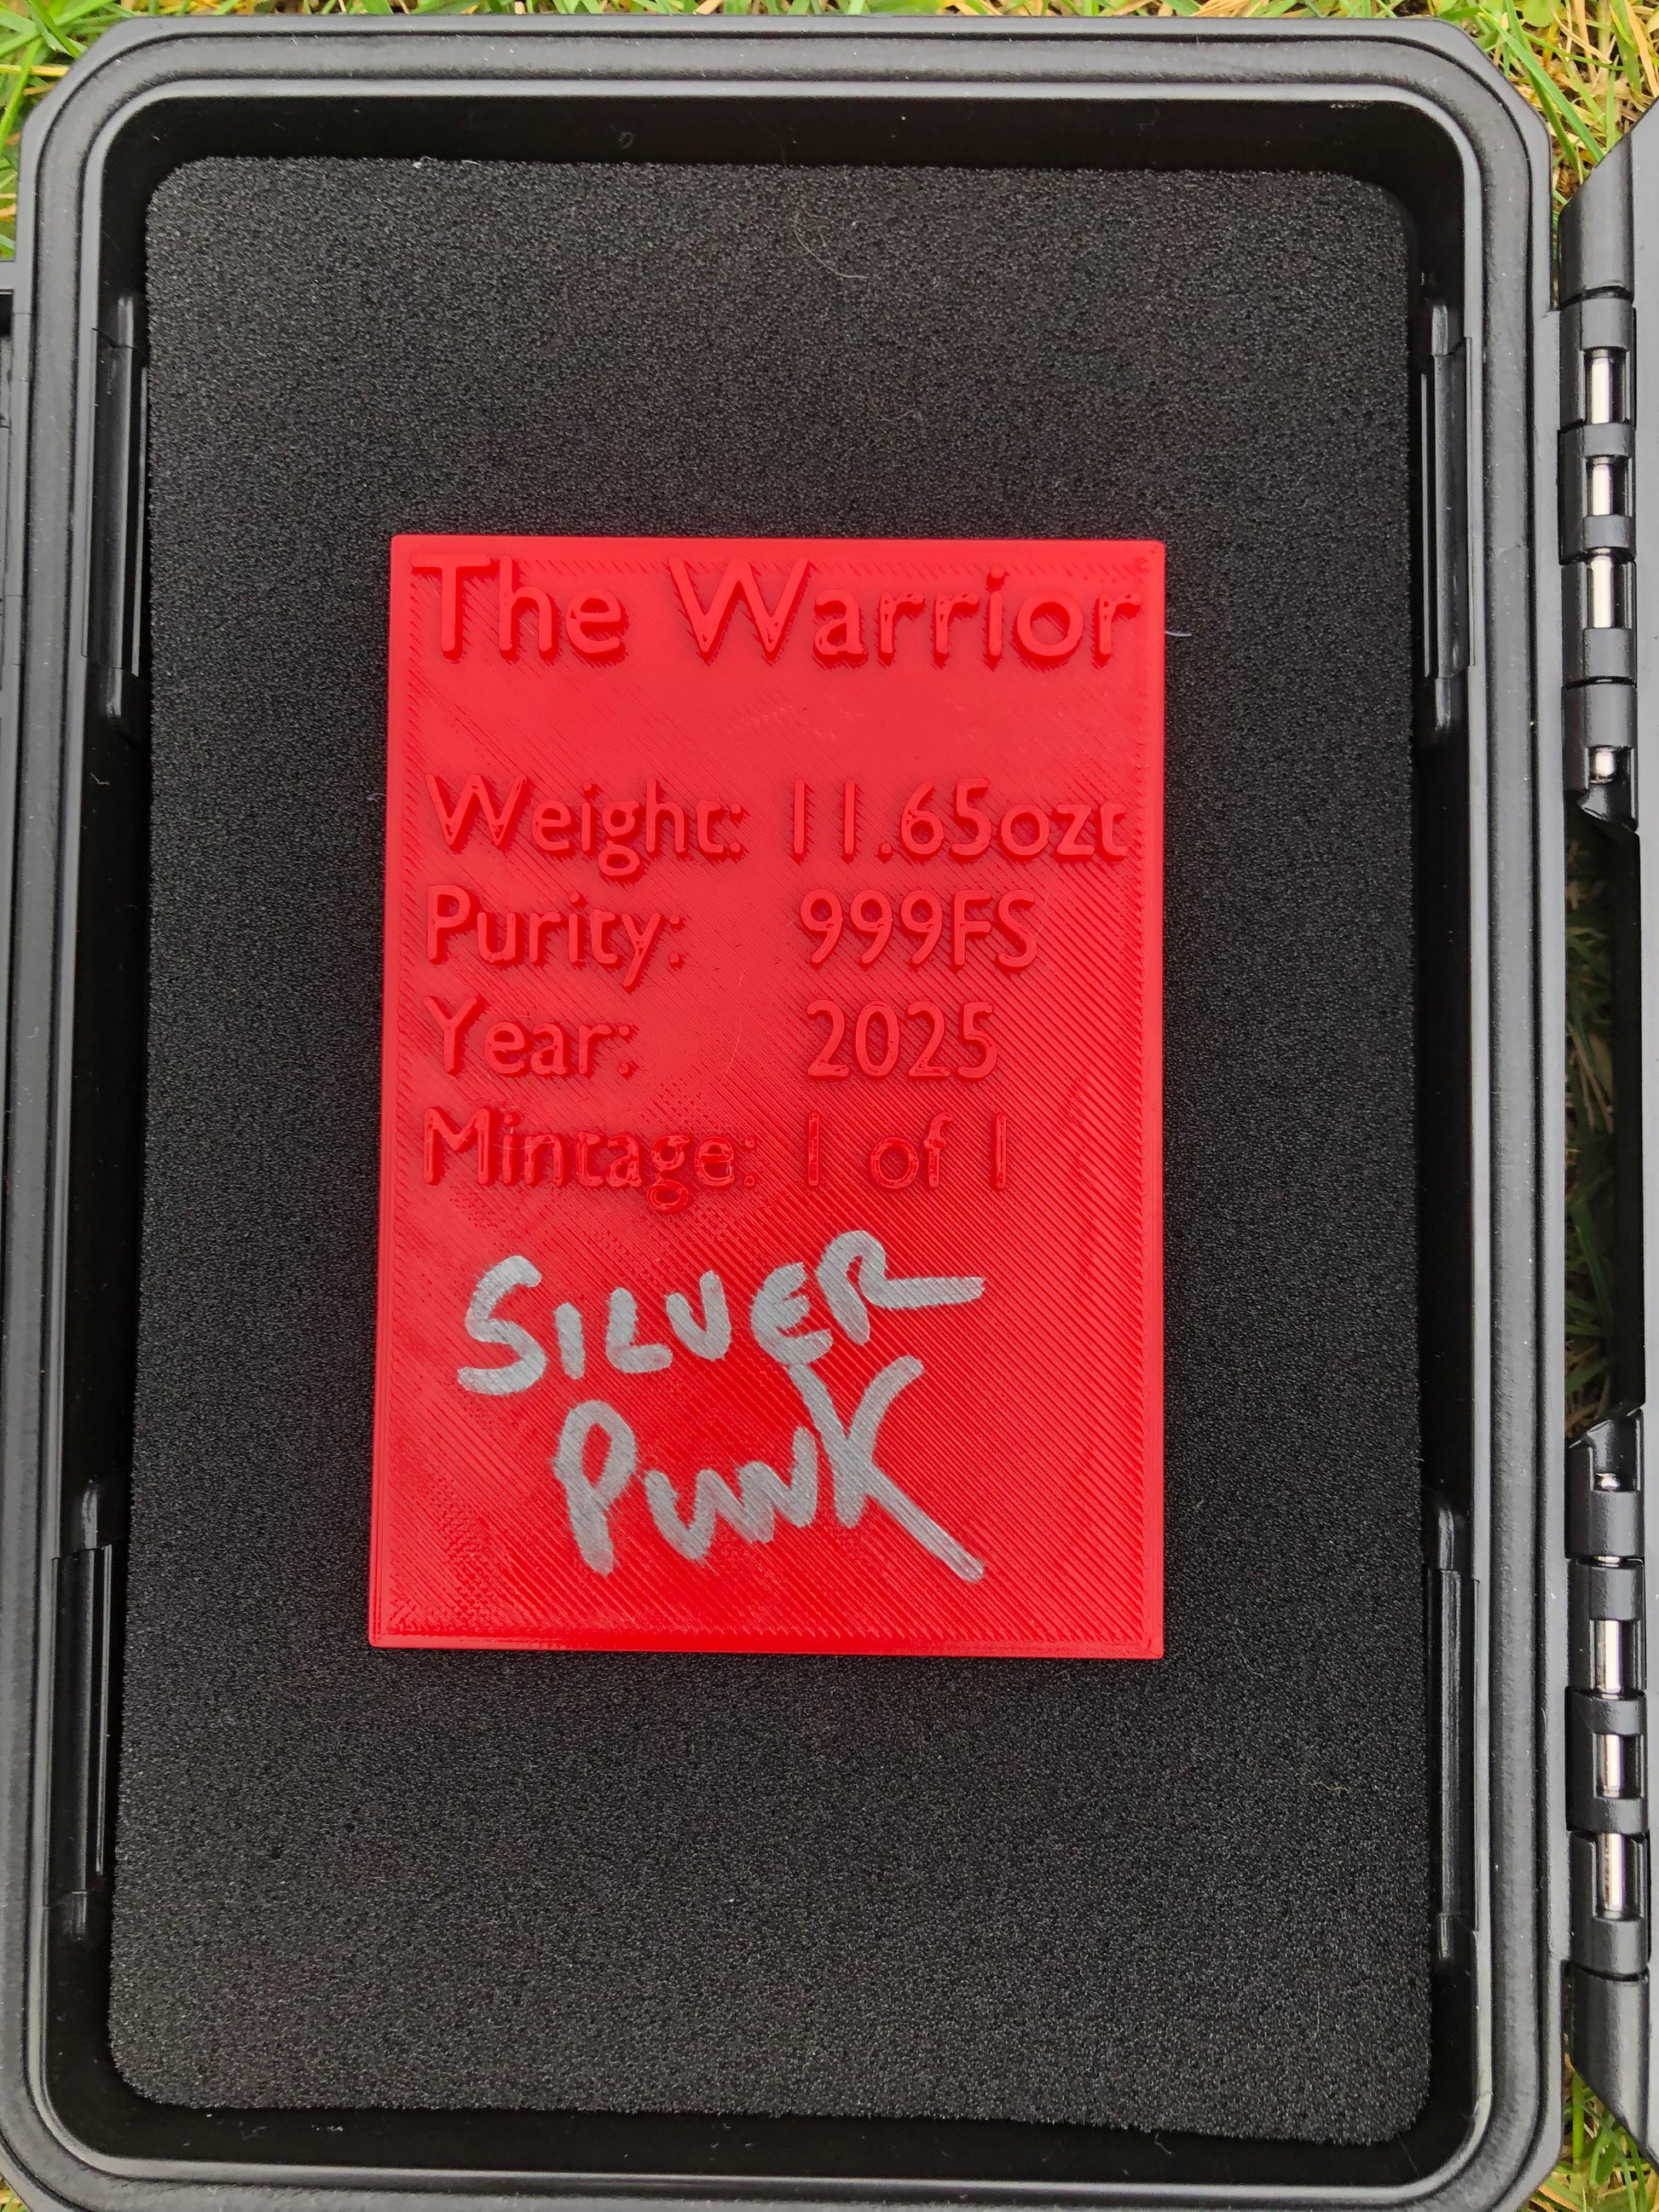 The Warrior
Weight: 11.65ozt
Purity: 999FS
Year: 2025
Mintage: 1 of 1
SILVER
PUNK